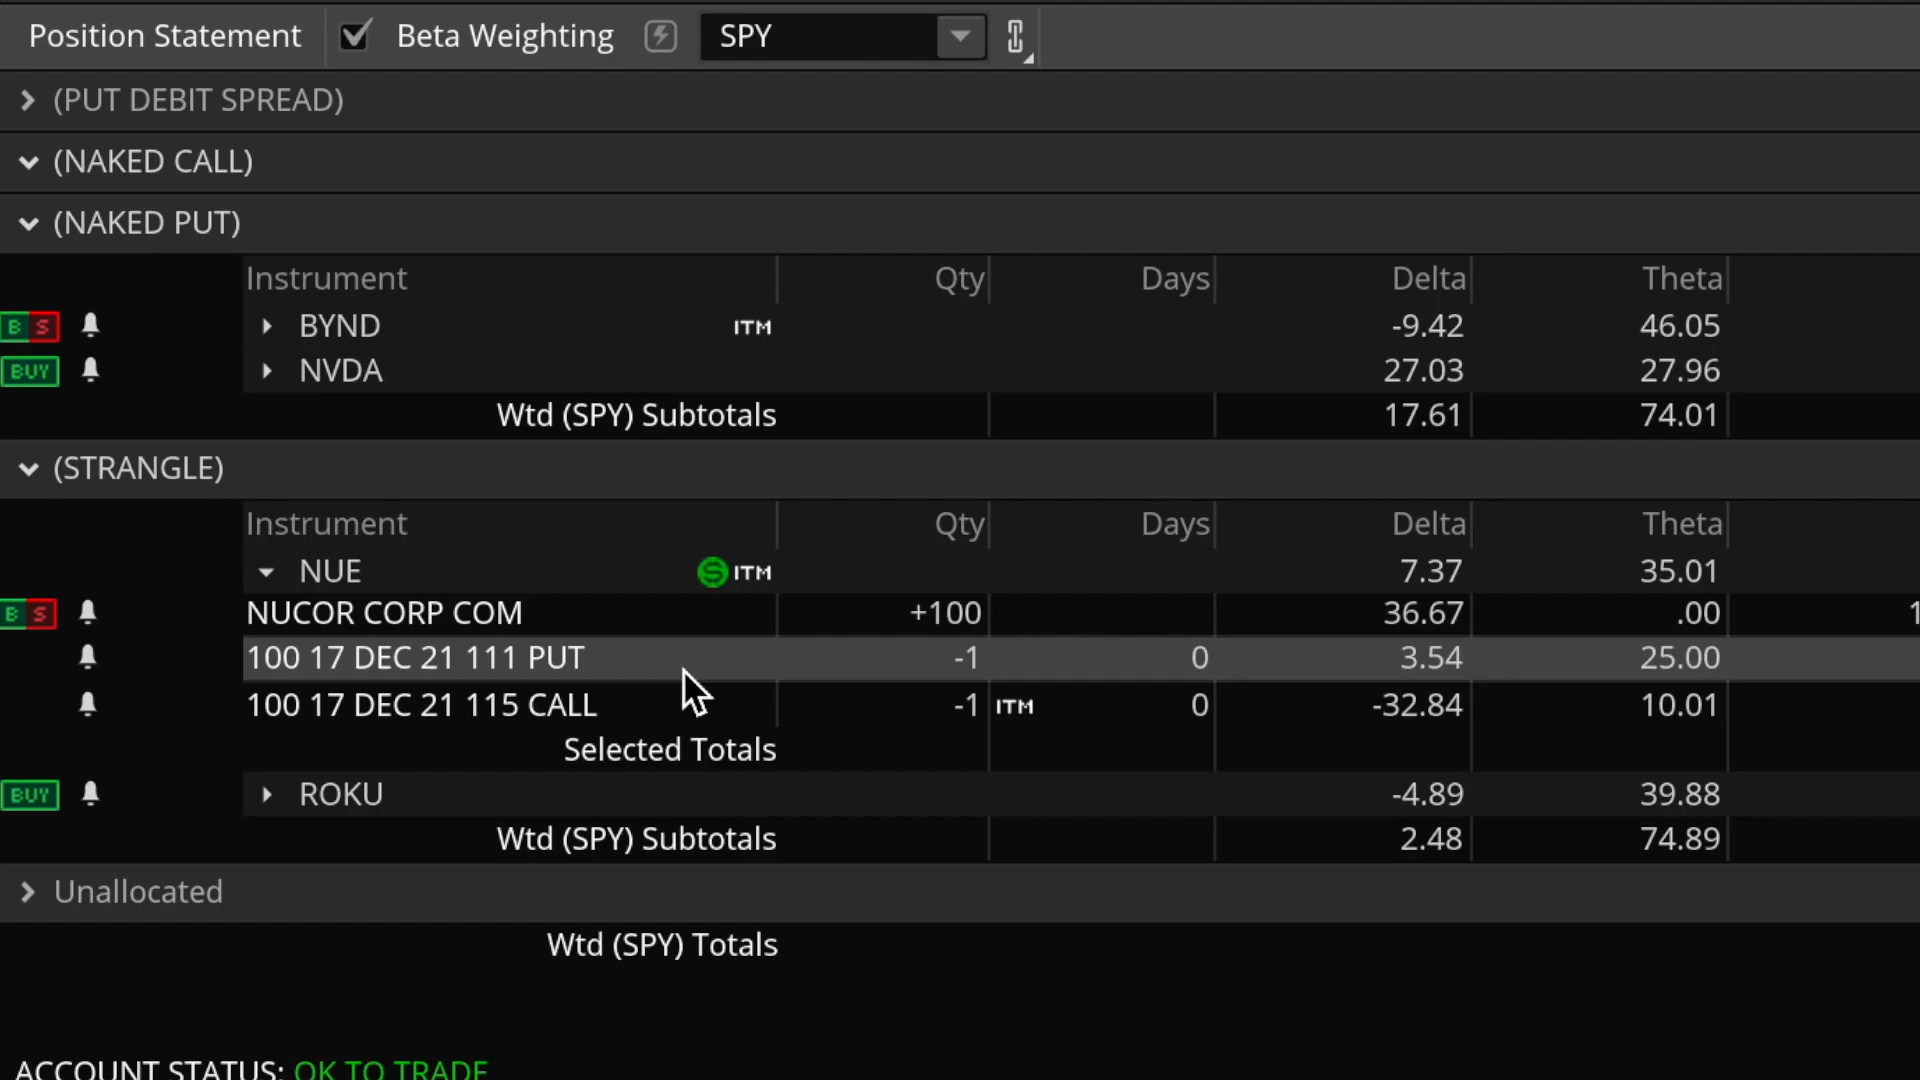 Position Statement Beta Weighting SPY
(PUT DEBIT SPREAD)
(NAKED CALL)
(NAKED PUT)
Instrument Qty Days Delta Theta
B S BYND ITM -9.42 46.05
BUY NVDA 27.03 27.96
Wtd (SPY) Subtotals 17.61 74.01
(STRANGLE)
Instrument Qty Days Delta Theta
NUE S ITM 7.37 35.01
B S NUCOR CORP COM +100 36.67 .00 1
100 17 DEC 21 111 PUT -1 0 3.54 25.00
100 17 DEC 21 115 CALL -1 ITM 0 -32.84 10.01
Selected Totals
BUY ROKU -4.89 39.88
Wtd (SPY) Subtotals 2.48 74.89
Unallocated
Wtd (SPY) Totals
ACCOUNT STATUS: OK TO TRADE